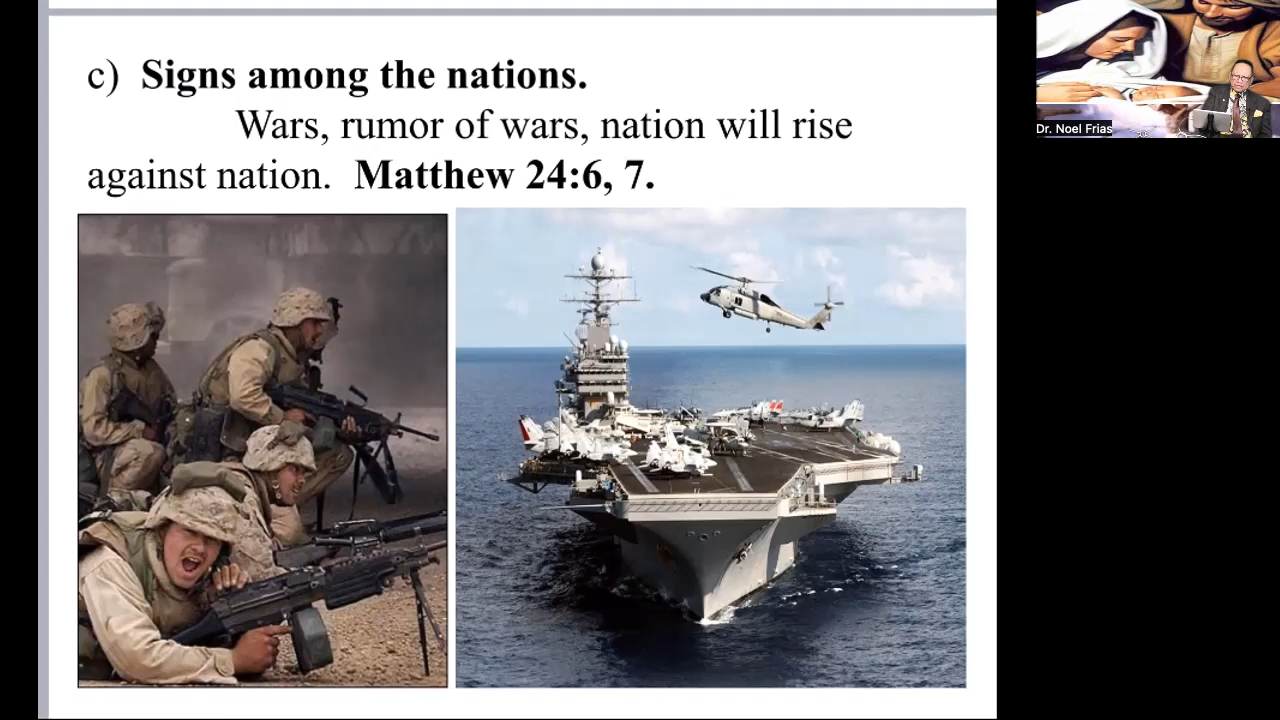 c) Signs among the nations.
Wars, rumor of wars, nation will rise
against nation. Matthew 24:6, 7.
Dr. Noel Frias